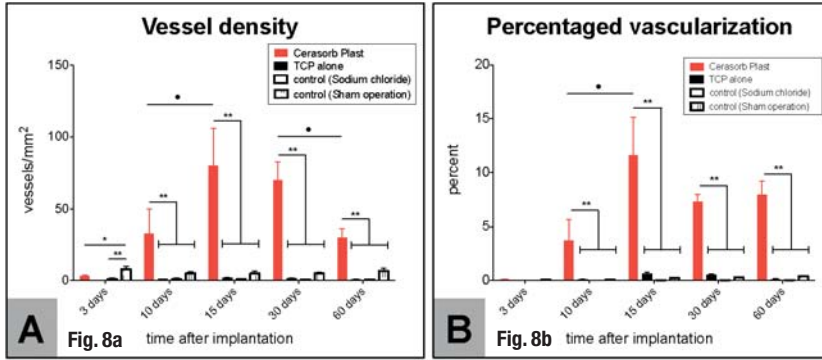 Vessel density
150
100
50
0
vessels/mm²
Cerasorb Plast
TCP alone
control (Sodium chloride)
control (Sham operation)
•
•
**
**
**
**
*
**
3 days
10 days
15 days
30 days
60 days
A
Fig. 8a
time after implantation
Percentaged vascularization
20
15
10
5
0
percent
Cerasorb Plast
TCP alone
control (Sodium chloride)
control (Sham operation)
•
**
**
**
**
3 days
10 days
15 days
30 days
60 days
B
Fig. 8b
time after implantation